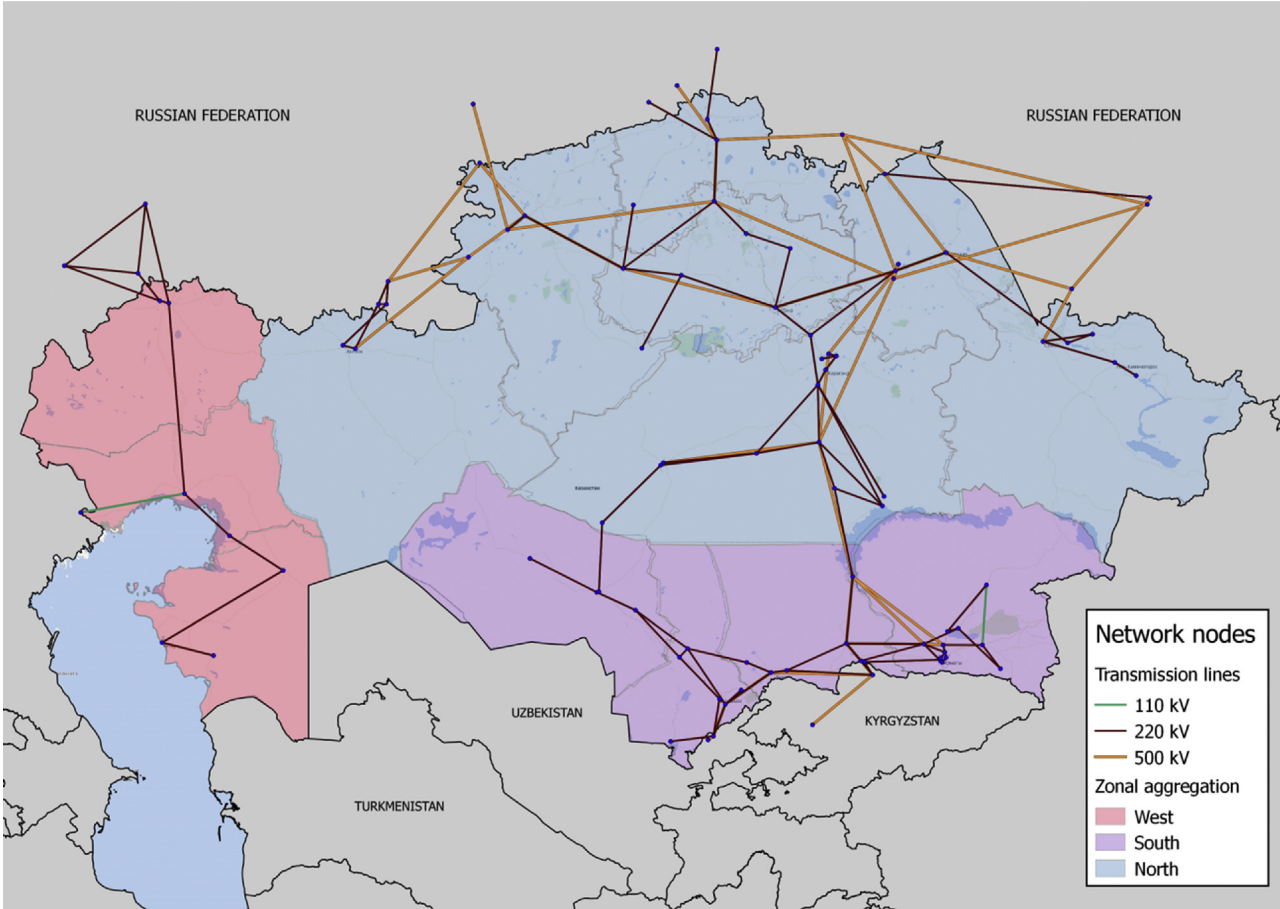 RUSSIAN FEDERATION
RUSSIAN FEDERATION
UZBEKISTAN
KYRGYZSTAN
TURKMENISTAN
Network nodes
Transmission lines
110 kV
220 kV
500 kV
Zonal aggregation
West
South
North